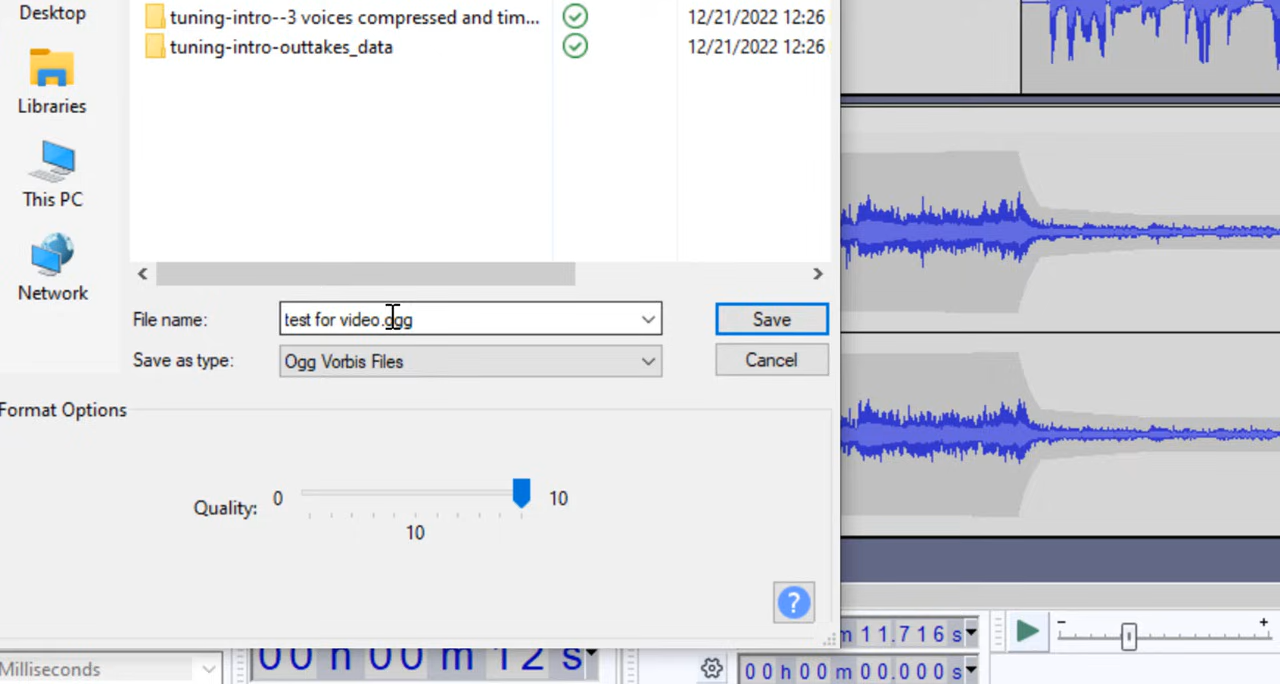 Desktop
Libraries
This PC
Network
tuning-intro--3 voices compressed and tim... 12/21/2022 12:26
tuning-intro-outtakes_data 12/21/2022 12:26
File name: test for video.ogg Save
Save as type: Ogg Vorbis Files Cancel
Format Options
Quality: 0 10
10
?
Milliseconds
00 h 00 m 12 s
m 11.716 s
00 h 00 m 00.000 s
- +